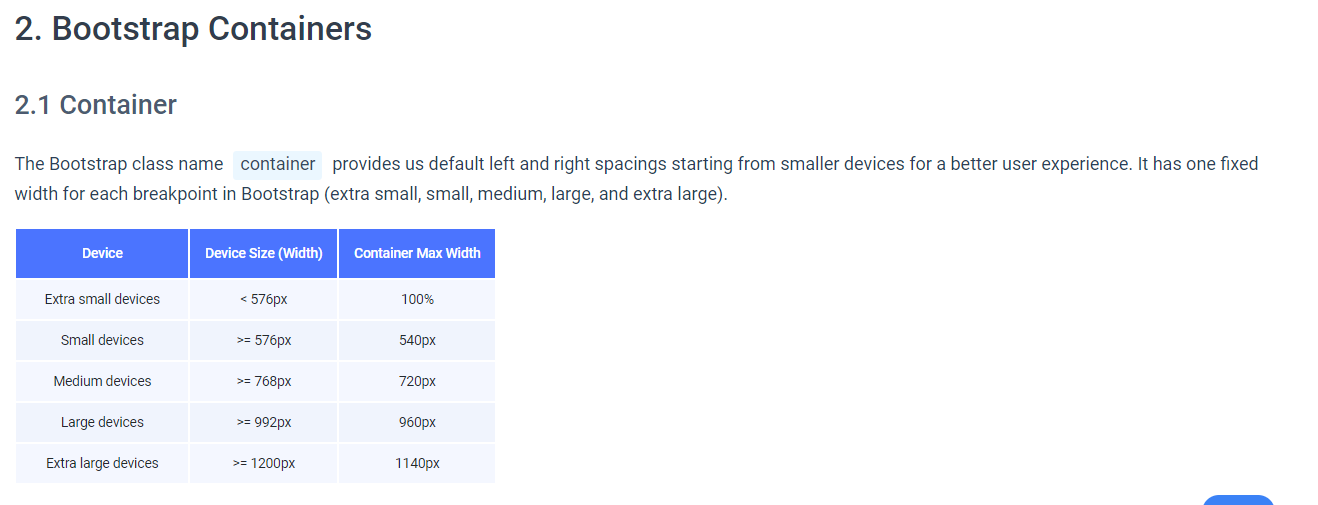 2. Bootstrap Containers
2.1 Container
The Bootstrap class name container provides us default left and right spacings starting from smaller devices for a better user experience. It has one fixed
width for each breakpoint in Bootstrap (extra small, small, medium, large, and extra large).
Device Device Size (Width) Container Max Width
Extra small devices < 576px 100%
Small devices >= 576px 540px
Medium devices >= 768px 720px
Large devices >= 992px 960px
Extra large devices >= 1200px 1140px